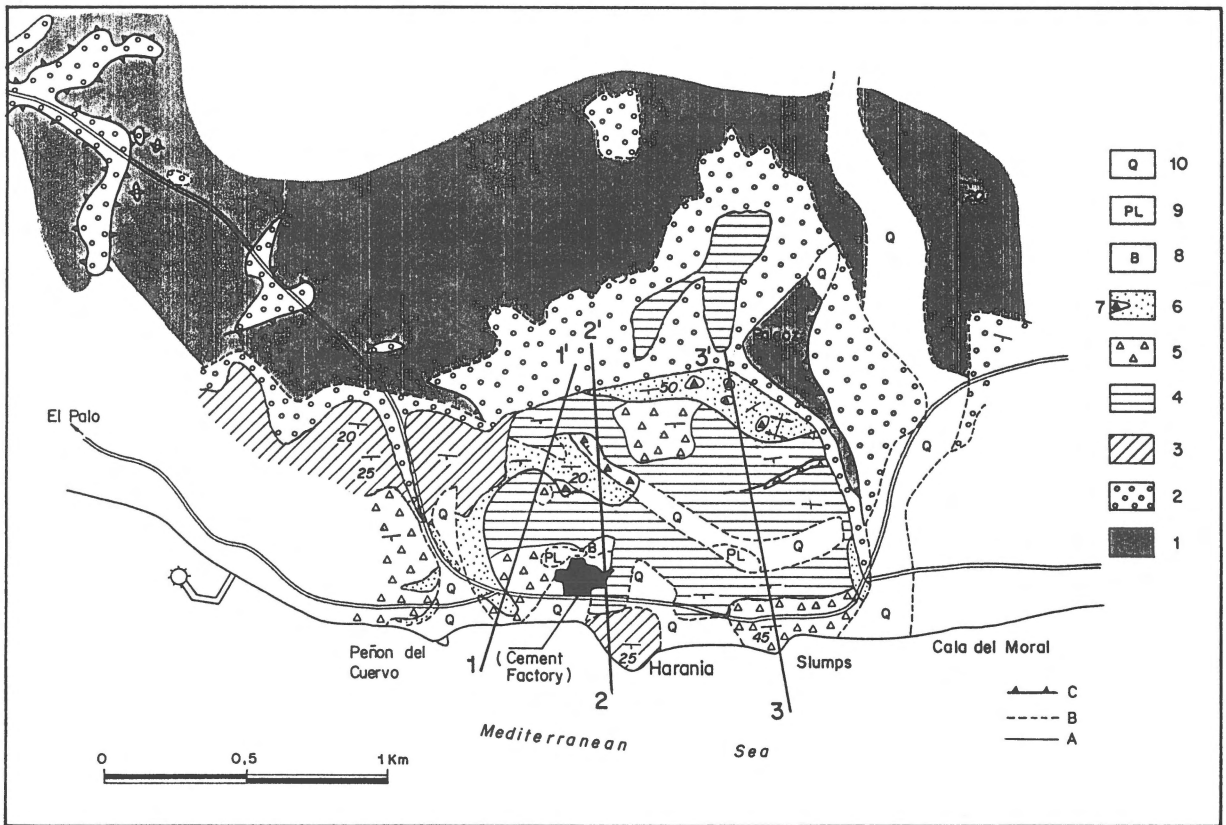 Q 10
PL 9
B 8
7 6
5
4
3
2
1
Q
Q
2'
1'
3'
50
El Palo
20
25
20
Q
Q
Q
PL
B
PL
Q
Q
Q
Q
Q
Q
25
45
Peñon del
Cuervo
(Cement
Factory)
Harania
Slumps
Cala del Moral
1
2
3
Mediterranean Sea
C
B
A
0 0,5 1Km